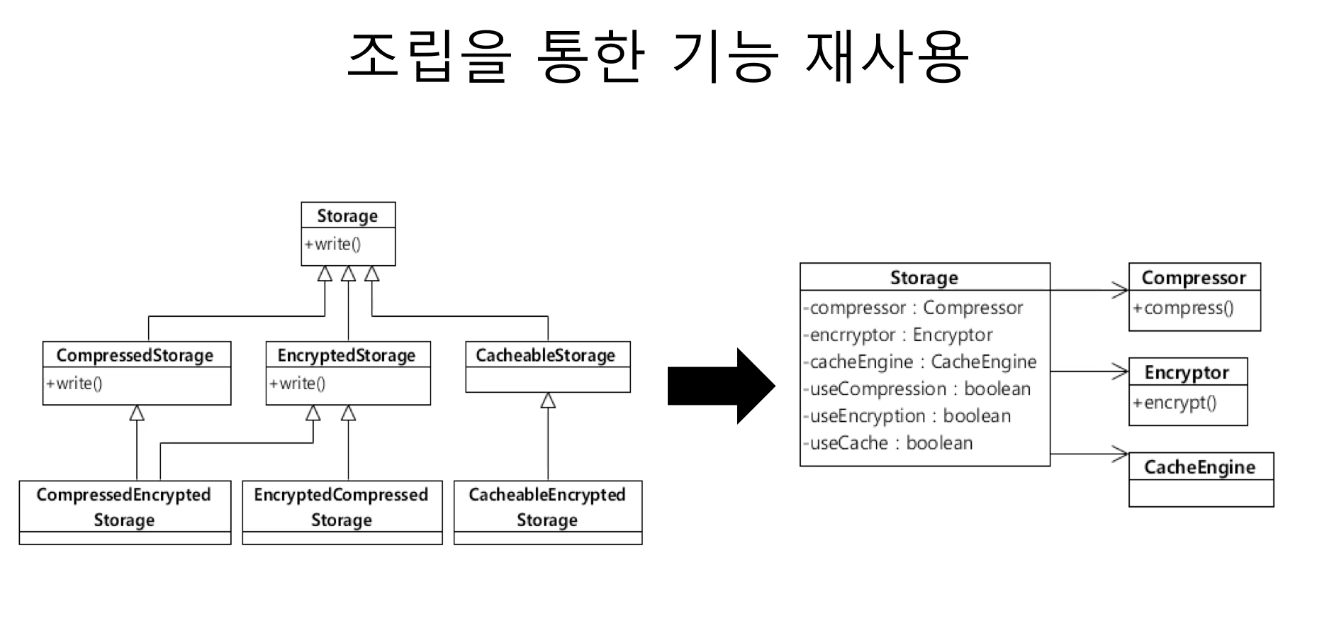 조립을 통한 기능 재사용
Storage
+write()
CompressedStorage
+write()
EncryptedStorage
+write()
CacheableStorage
CompressedEncrypted
Storage
EncryptedCompressed
Storage
CacheableEncrypted
Storage
Storage
-compressor : Compressor
-encrryptor : Encryptor
-cacheEngine : CacheEngine
-useCompression : boolean
-useEncryption : boolean
-useCache : boolean
Compressor
+compress()
Encryptor
+encrypt()
CacheEngine